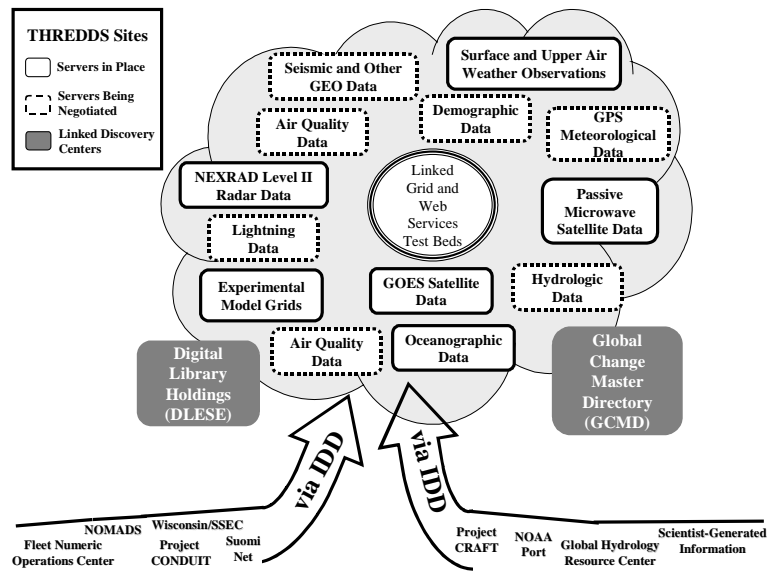 THREDDS Sites
Servers in Place
Servers Being
Negotiated
Linked Discovery
Centers
Seismic and Other
GEO Data
Surface and Upper Air
Weather Observations
Air Quality
Data
Demographic
Data
GPS
Meteorological
Data
NEXRAD Level II
Radar Data
Linked
Grid and
Web
Services
Test Beds
Passive
Microwave
Satellite Data
Lightning
Data
Experimental
Model Grids
GOES Satellite
Data
Hydrologic
Data
Air Quality
Data
Oceanographic
Data
Digital
Library
Holdings
(DLESE)
Global
Change
Master
Directory
(GCMD)
via IDD
via IDD
Fleet Numeric
Operations Center
NOMADS
Wisconsin/SSEC
Project
CONDUIT
Suomi
Net
Project
CRAFT
NOAA
Port
Global Hydrology
Resource Center
Scientist-Generated
Information